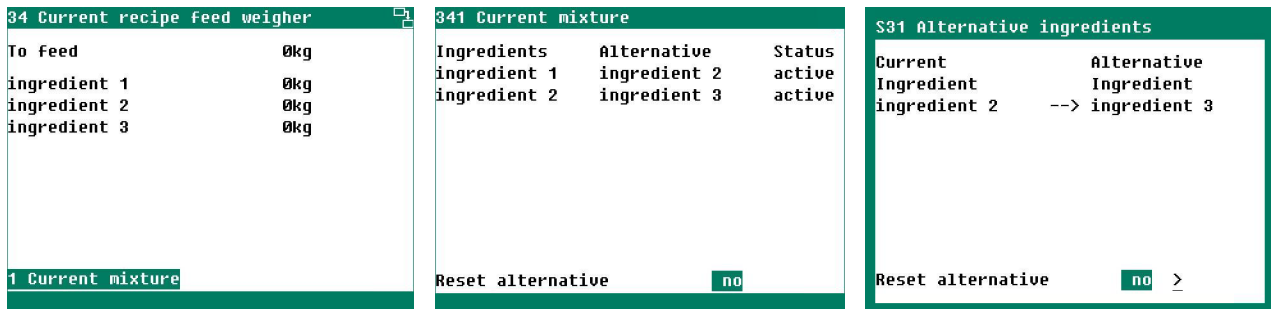 34 Current recipe feed weigher
To feed 0kg
ingredient 1 0kg
ingredient 2 0kg
ingredient 3 0kg
1 Current mixture
341 Current mixture
Ingredients Alternative Status
ingredient 1 ingredient 2 active
ingredient 2 ingredient 3 active
Reset alternative no
S31 Alternative ingredients
Current Alternative
Ingredient Ingredient
ingredient 2 --> ingredient 3
Reset alternative no >